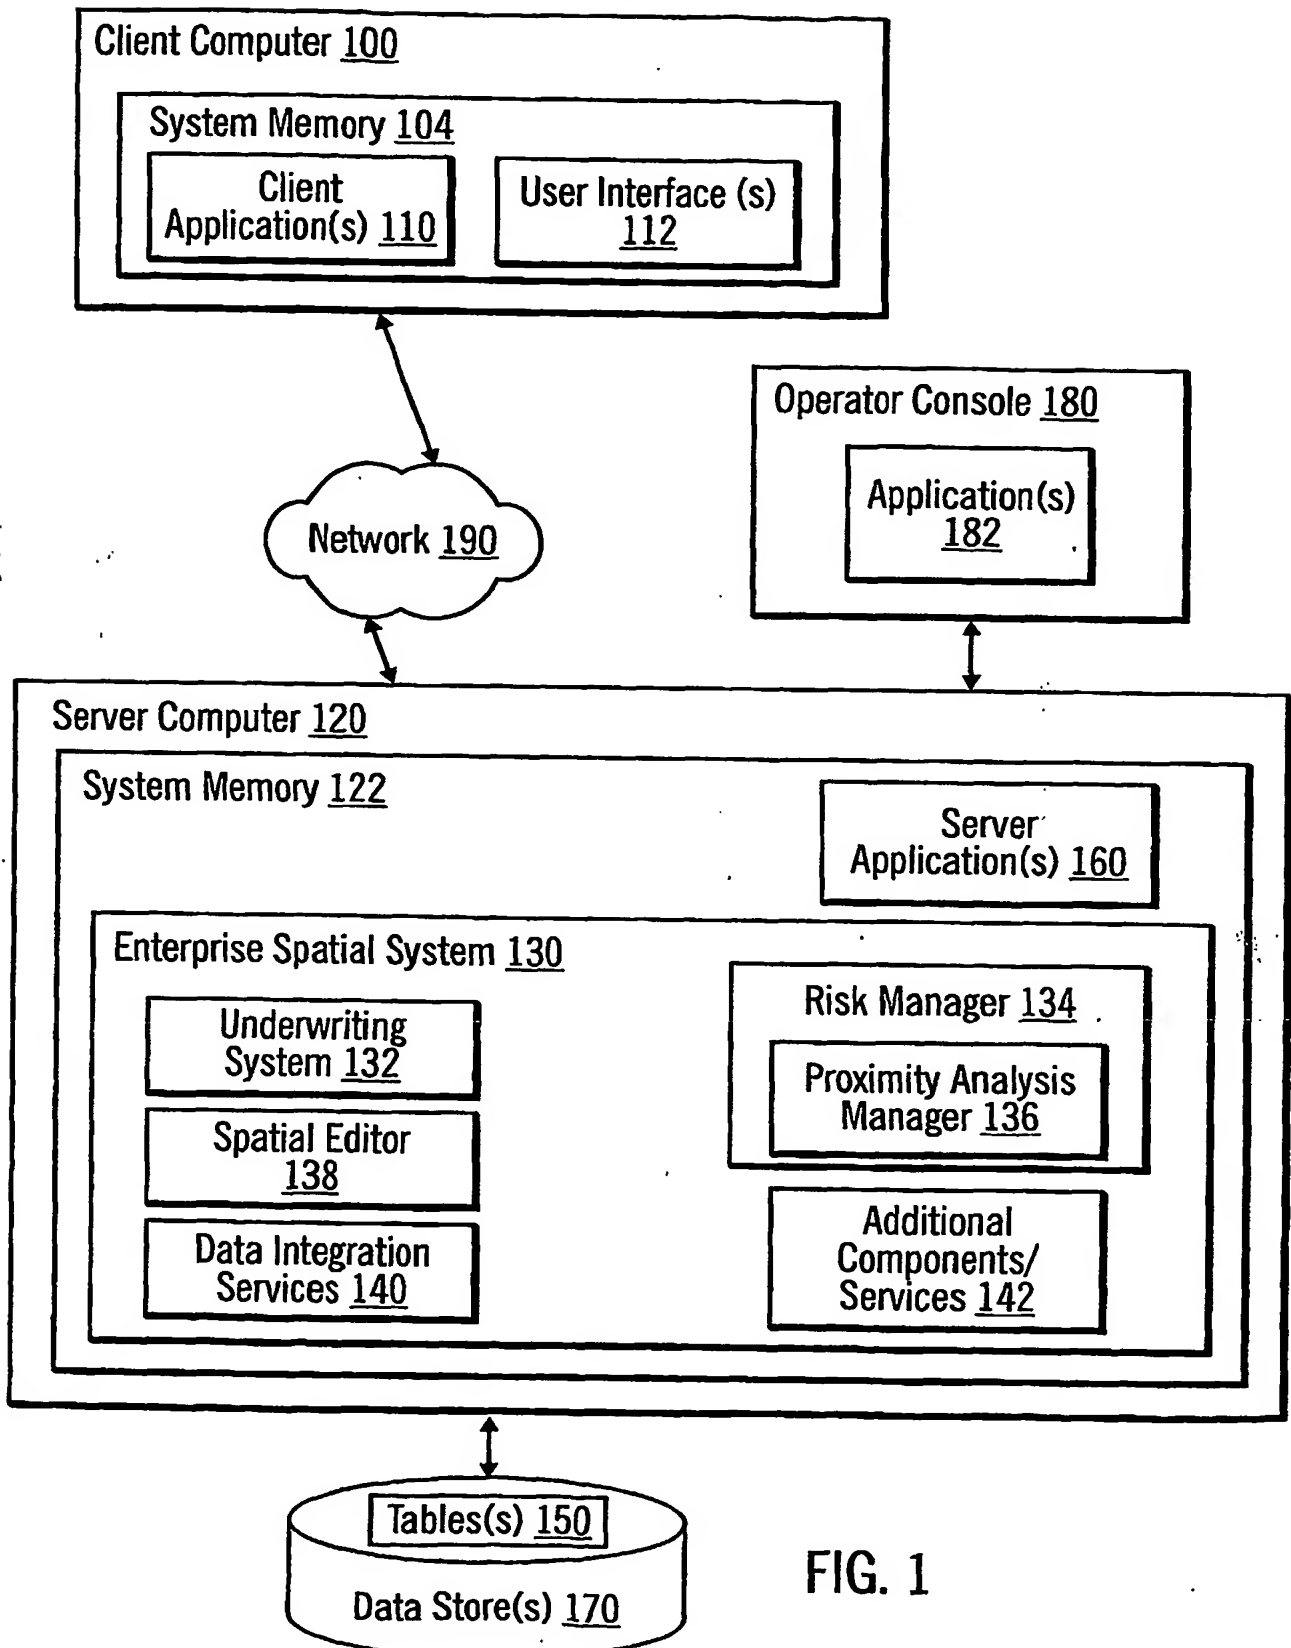 Client Computer 100
System Memory 104
Client
Application(s) 110
User Interface (s)
112
Operator Console 180
Application(s)
182
Network 190
Server Computer 120
System Memory 122
Server
Application(s) 160
Enterprise Spatial System 130
Underwriting
System 132
Spatial Editor
138
Data Integration
Services 140
Risk Manager 134
Proximity Analysis
Manager 136
Additional
Components/
Services 142
Tables(s) 150
Data Store(s) 170
FIG. 1